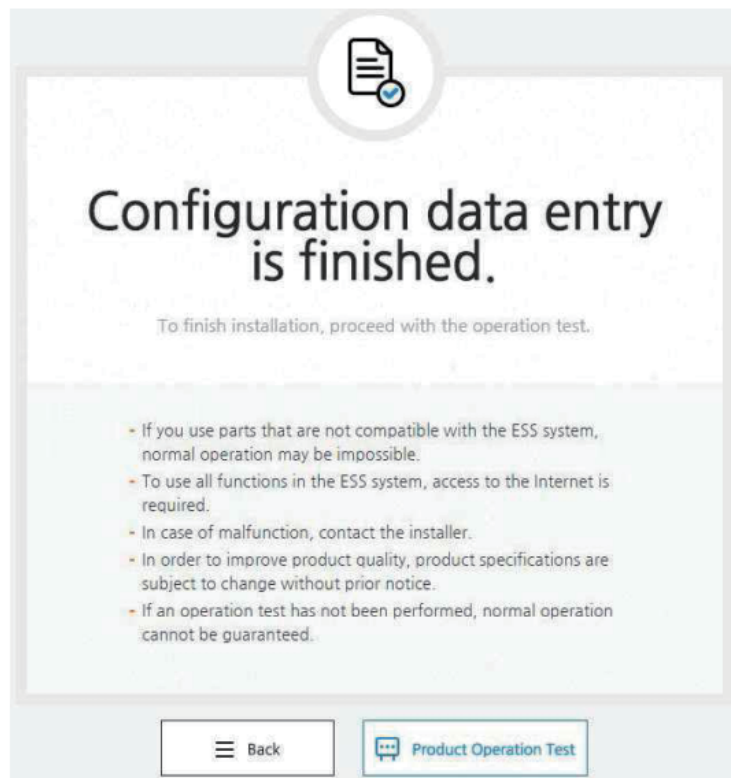 Configuration data entry
is finished.
To finish installation, proceed with the operation test.
- If you use parts that are not compatible with the ESS system,
normal operation may be impossible.
- To use all functions in the ESS system, access to the Internet is
required.
- In case of malfunction, contact the installer.
- In order to improve product quality, product specifications are
subject to change without prior notice.
- If an operation test has not been performed, normal operation
cannot be guaranteed.
Back
Product Operation Test